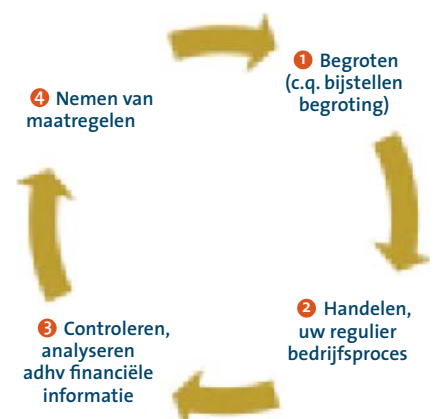 1 Begroten
(c.q. bijstellen
begroting)
2 Handelen,
uw regulier
bedrijfsproces
3 Controleren,
analyseren
adhv financiële
informatie
4 Nemen van
maatregelen